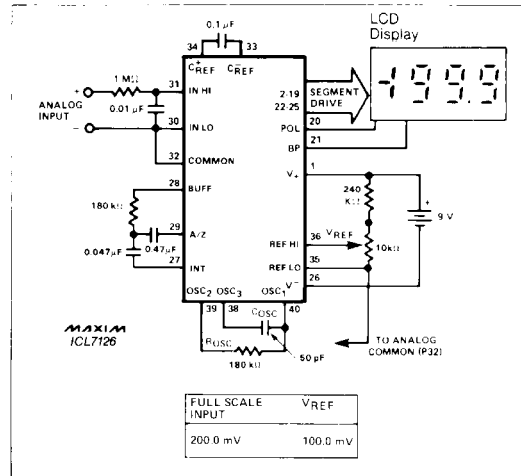 LCD
Display
0.1 µF
34
33
C+REF
C-REF
1 MΩ
+
31
IN HI
ANALOG
INPUT
0.01 µF
–
30
IN LO
32
COMMON
28
BUFF
180 kΩ
29
A/Z
0.47µF
0.047µF
27
INT
OSC2
OSC3
OSC1
39
38
40
COSC
ROSC
50 pF
180 kΩ
2-19
22-25
SEGMENT
DRIVE
20
POL
21
BP
-199.9
1
V+
240
KΩ
+
9 V
36
REF HI
VREF
10kΩ
35
REF LO
26
V-
TO ANALOG
COMMON (P32)
MAXIM
ICL7126
FULL SCALE
INPUT
VREF
200.0 mV
100.0 mV